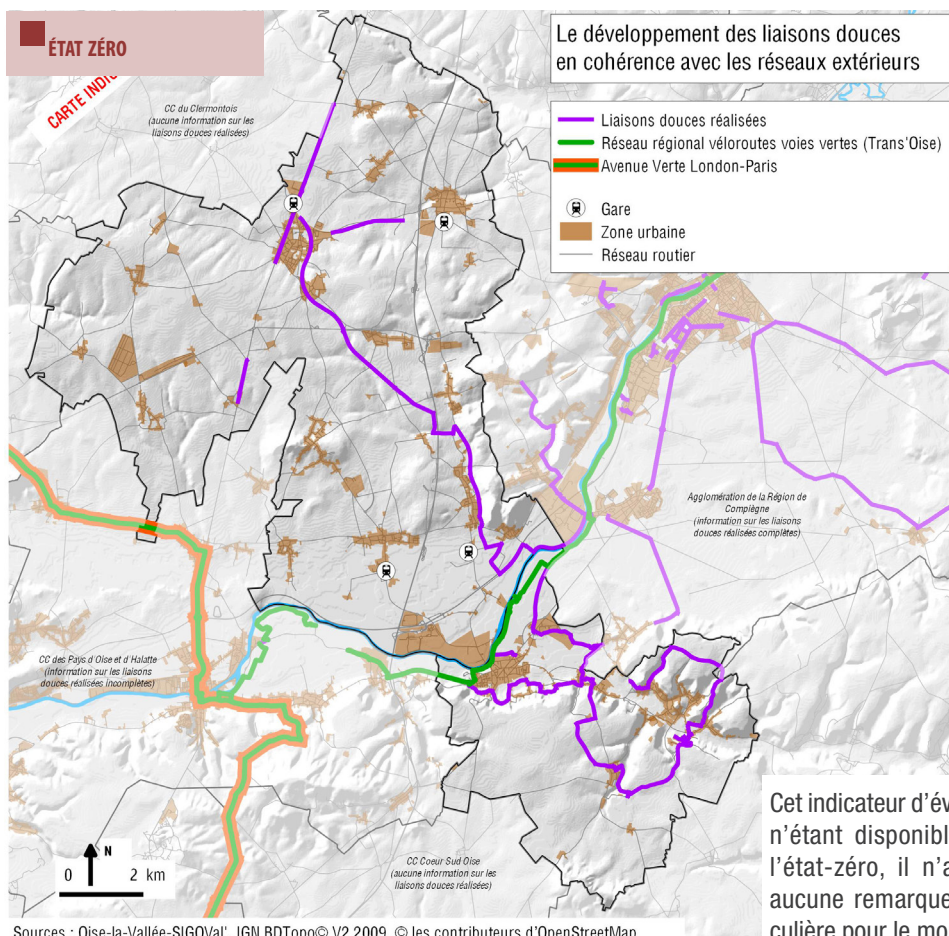 ÉTAT ZÉRO
CARTE
Le développement des liaisons douces
en cohérence avec les réseaux extérieurs
Liaisons douces réalisées
Réseau régional véloroutes voies vertes (Trans'Oise)
Avenue Verte London-Paris
Gare
Zone urbaine
Réseau routier
CC du Clermontois
(aucune information sur les
liaisons douces réalisées)
Agglomération de la Région de
Compiègne
(information sur les liaisons
douces réalisées complètes)
CC des Pays d'Oise et d'Halatte
(Information sur les liaisons
douces réalisées incomplètes)
CC Coeur Sud Oise
(aucune information sur les
liaisons douces réalisées)
N
0 2 km
Cet indicateur d'év
n'étant disponibl
l'état-zéro, il n'a
aucune remarque
culière pour le mo
Sources : Oise-la-Vallée-SIGOVal', IGN BDTopo© V2 2009, © les contributeurs d'OpenStreetMap